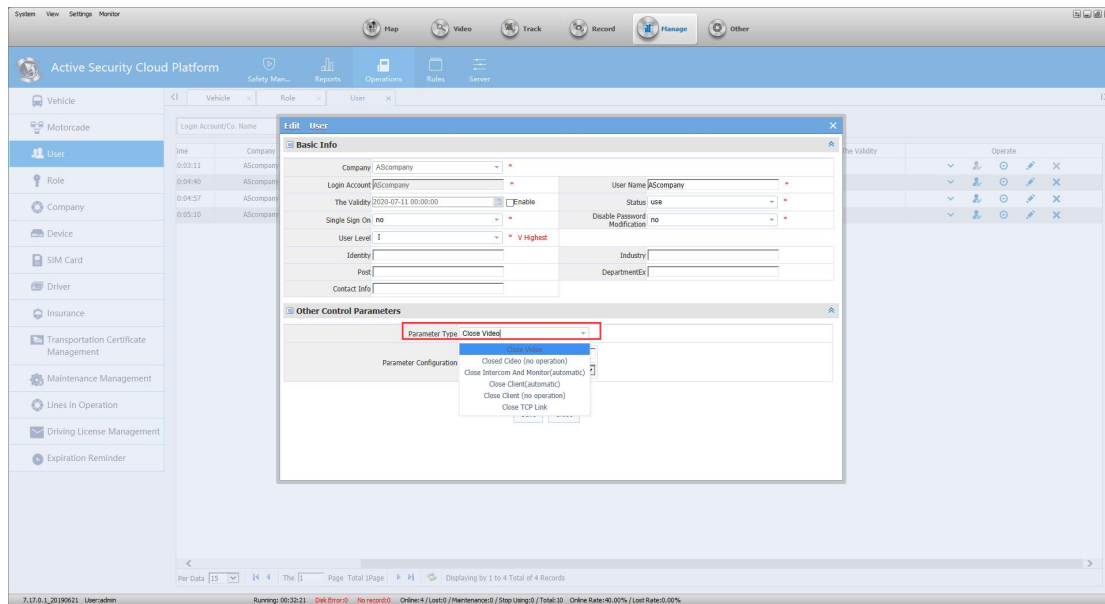 System View Settings Monitor
Map Video Track Record Manage Other
Active Security Cloud Platform
Safety Man... Reports Operations Rules Server
Vehicle
Motorcade
User
Role
Company
Device
SIM Card
Driver
Insurance
Transportation Certificate
Management
Maintenance Management
Lines in Operation
Driving License Management
Expiration Reminder
Vehicle × Role × User ×
Login Account/Co. Name
ime Company The Validity Operate
0:03:11 AScompany
0:04:40 AScompany
0:04:57 AScompany
0:05:10 AScompany
Edit User ×
Basic Info
Company AScompany *
Login Account AScompany * User Name AScompany *
The Validity 2020-07-11 00:00:00 Enable Status use *
Single Sign On no * Disable Password
Modification no *
User Level I * V Highest
Identity Industry
Post DepartmentEx
Contact Info
Other Control Parameters
Parameter Type Close Video
Parameter Configuration
Close Video
Closed Cideo (no operation)
Close Intercom And Monitor(automatic)
Close Client(automatic)
Close Client (no operation)
Close TCP Link
Per Data 15 The 1 Page Total 1Page Displaying by 1 to 4 Total of 4 Records
7.17.0.1_20190621 User:admin Running: 00:32:21 Disk Error:0 No record:0 Online:4 /Lost:0 /Maintenance:0 /Stop Using:0 /Total:10 Online Rate:40.00% /Lost Rate:0.00%